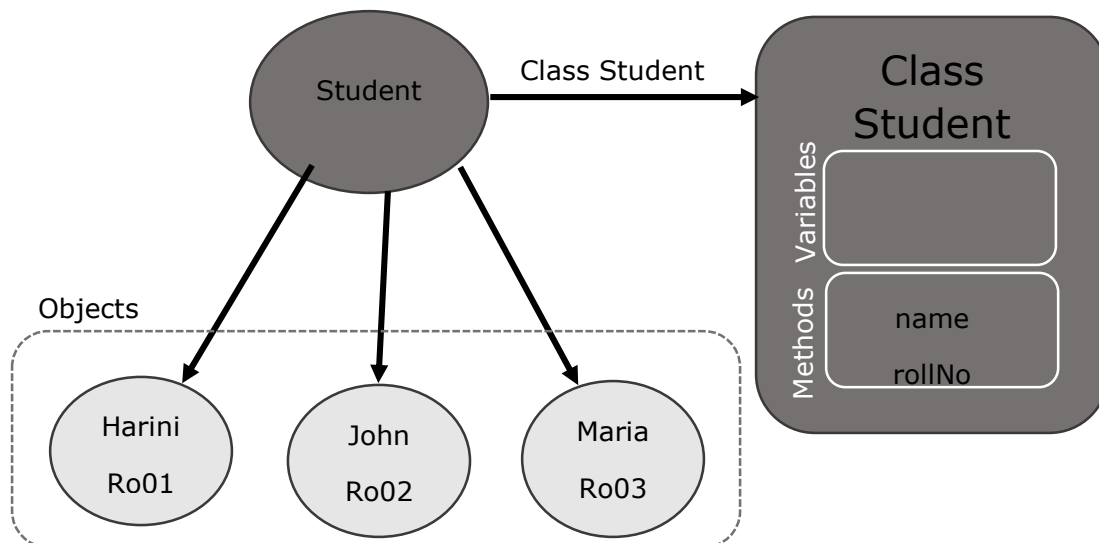 Student
Class Student
Class
Student
Variables
Methods
name
rollNo
Objects
Harini
Ro01
John
Ro02
Maria
Ro03